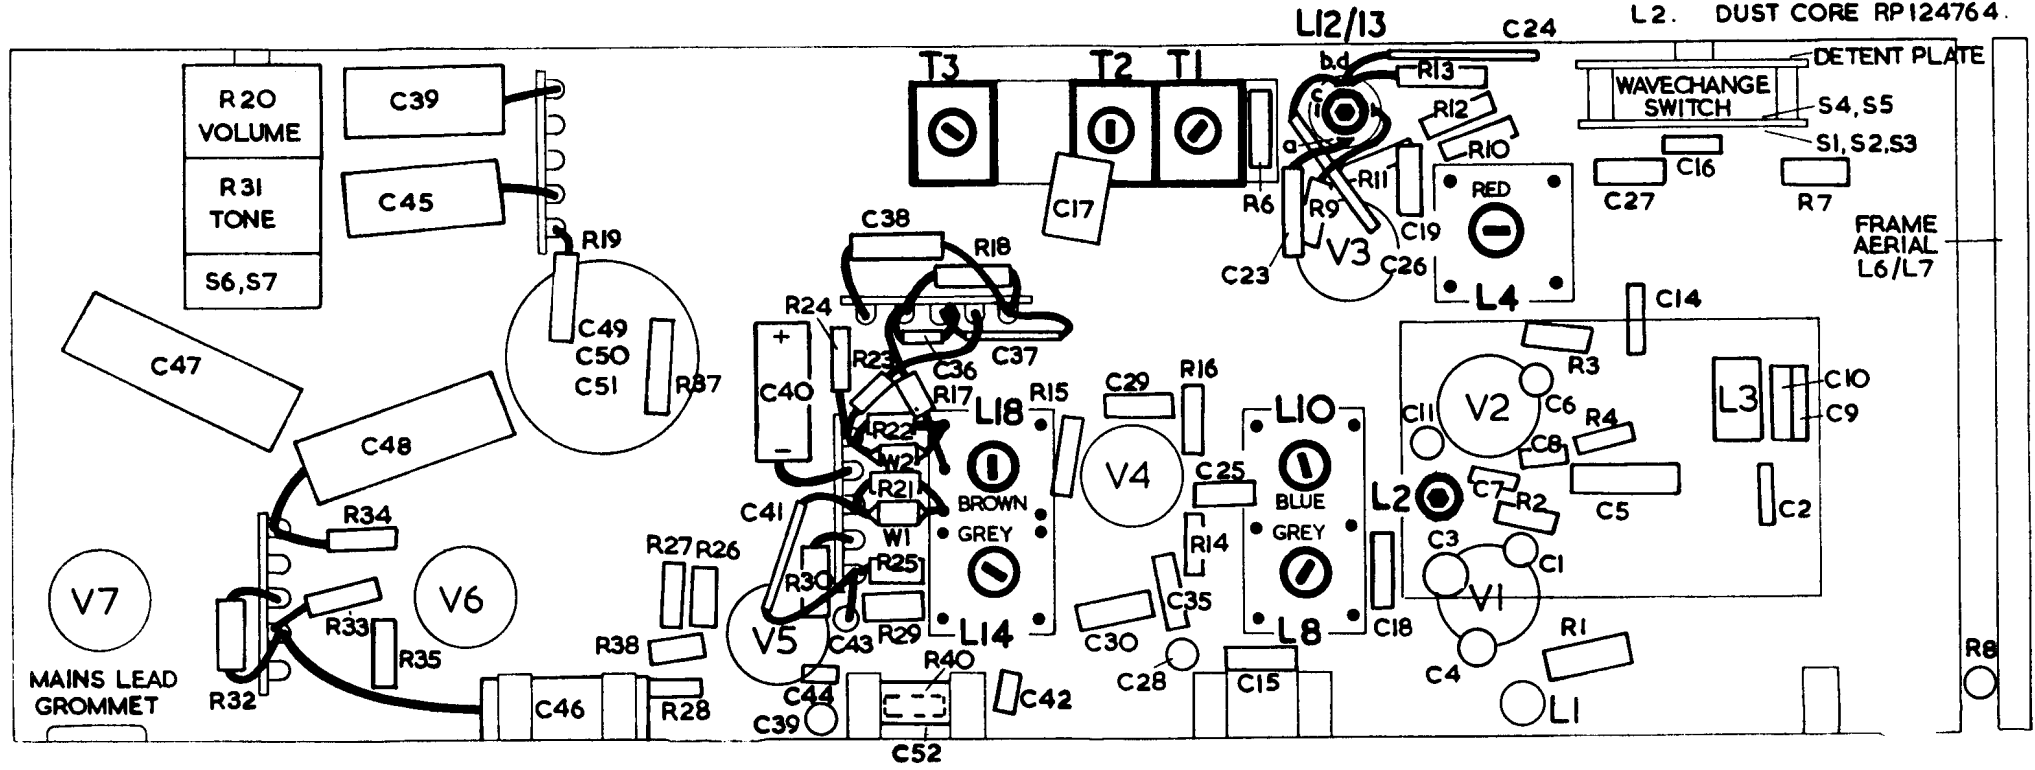 L2. DUST CORE RP124764.
L12/13
C24
DETENT PLATE
T3
T2
T1
b.d
R13
R20
VOLUME
C39
WAVECHANGE
SWITCH
S4,S5
c
R12
S1,S2,S3
a
R10
C16
R31
TONE
C45
C17
R6
R9
R11
C19
RED
C27
R7
C38
R19
R18
V3
C26
C23
FRAME
AERIAL
L6/L7
S6,S7
L4
C14
R24
+
C49
C50
C51
R37
C47
C40
R23
C36
C37
R17
R15
C29
R16
R3
V2
C6
L3
C10
C9
C48
L18
L10
C11
R4
R22
W2
C8
V4
C25
BROWN
BLUE
L2
C7
R2
C5
C2
R21
C41
R34
W1
GREY
GREY
R14
C3
C1
R27
R26
R25
R30
V7
V6
R33
V1
C35
C30
C18
R35
R38
V5
C43
R29
L14
L8
R1
R8
MAINS LEAD
GROMMET
R32
C46
R28
C44
R40
C42
C28
C15
C4
C39
L1
C52